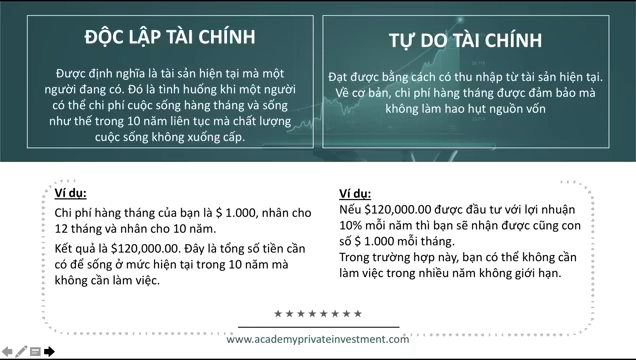 ĐỘC LẬP TÀI CHÍNH
Được định nghĩa là tài sản hiện tại mà một
người đang có. Đó là tình huống khi một người
có thể chi phí cuộc sống hàng tháng và sống
như thế trong 10 năm liên tục mà chất lượng
cuộc sống không xuống cấp.
TỰ DO TÀI CHÍNH
Đạt được bằng cách có thu nhập từ tài sản hiện tại.
Về cơ bản, chi phí hàng tháng được đảm bảo mà
không làm hao hụt nguồn vốn
Ví dụ:
Chi phí hàng tháng của bạn là $ 1.000, nhân cho
12 tháng và nhân cho 10 năm.
Kết quả là $120,000.00. Đây là tổng số tiền cần
có để sống ở mức hiện tại trong 10 năm mà
không cần làm việc.
Ví dụ:
Nếu $120,000.00 được đầu tư với lợi nhuận
10% mỗi năm thì bạn sẽ nhận được cũng con
số $ 1.000 mỗi tháng.
Trong trường hợp này, bạn có thể không cần
làm việc trong nhiều năm không giới hạn.
www.academyprivateinvestment.com